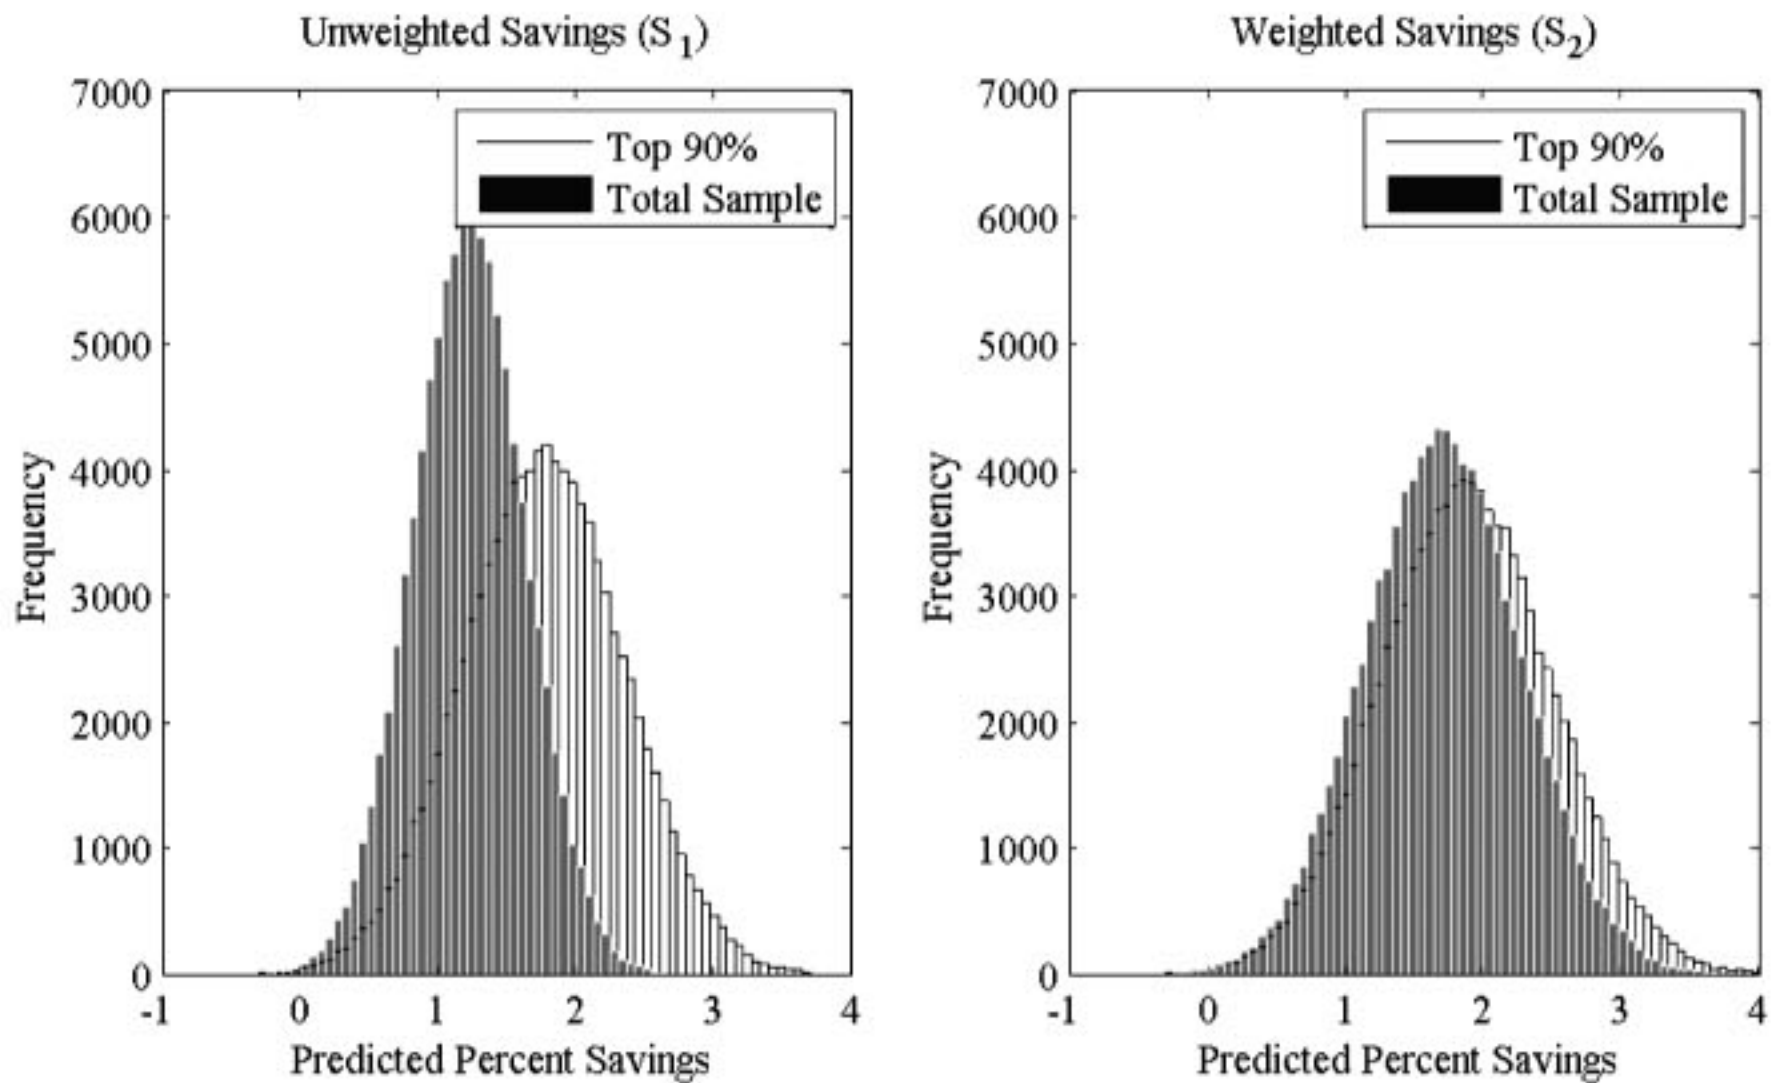 Unweighted Savings (S1)
7000
6000
5000
4000
3000
2000
1000
0
Frequency
Top 90%
Total Sample
-1 0 1 2 3 4
Predicted Percent Savings
Weighted Savings (S2)
7000
6000
5000
4000
3000
2000
1000
0
Frequency
Top 90%
Total Sample
-1 0 1 2 3 4
Predicted Percent Savings